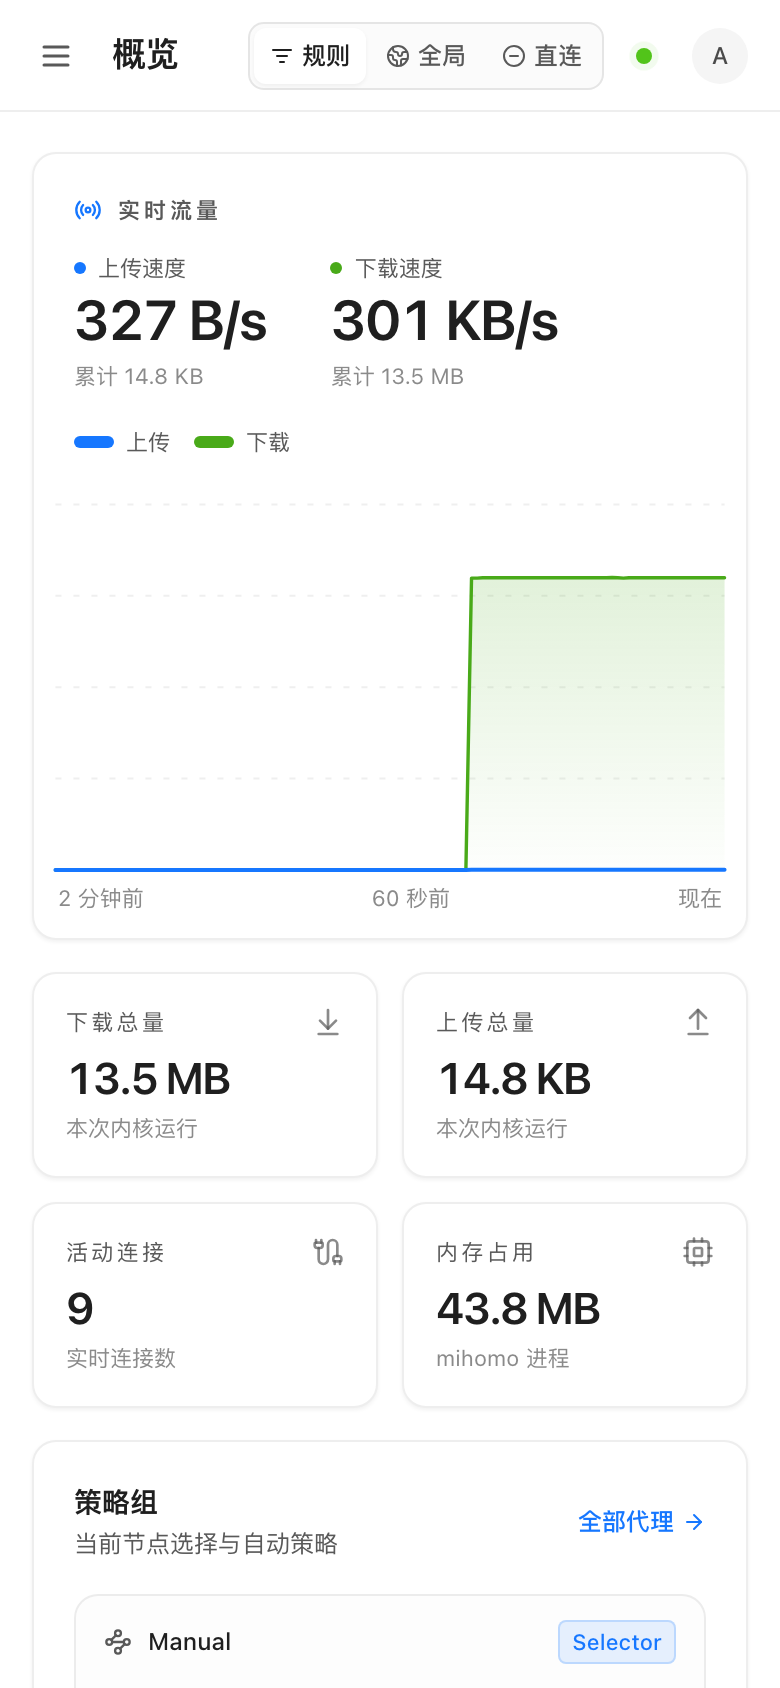 概览
规则
全局
直连
A
实时流量
上传速度
327 B/s
累计 14.8 KB
下载速度
301 KB/s
累计 13.5 MB
上传
下载
2 分钟前
60 秒前
现在
下载总量
13.5 MB
本次内核运行
上传总量
14.8 KB
本次内核运行
活动连接
9
实时连接数
内存占用
43.8 MB
mihomo 进程
策略组
当前节点选择与自动策略
全部代理
Manual
Selector